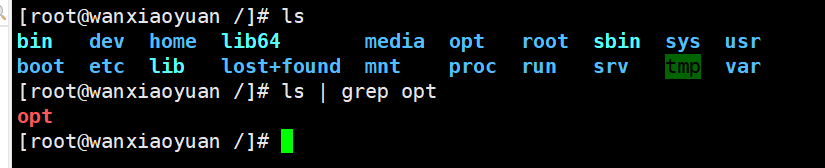 [root@wanxiaoyuan /]# ls
bin   dev  home  lib64       media  opt   root  sbin  sys  usr
boot  etc  lib   lost+found  mnt    proc  run   srv   tmp  var
[root@wanxiaoyuan /]# ls | grep opt
opt
[root@wanxiaoyuan /]#